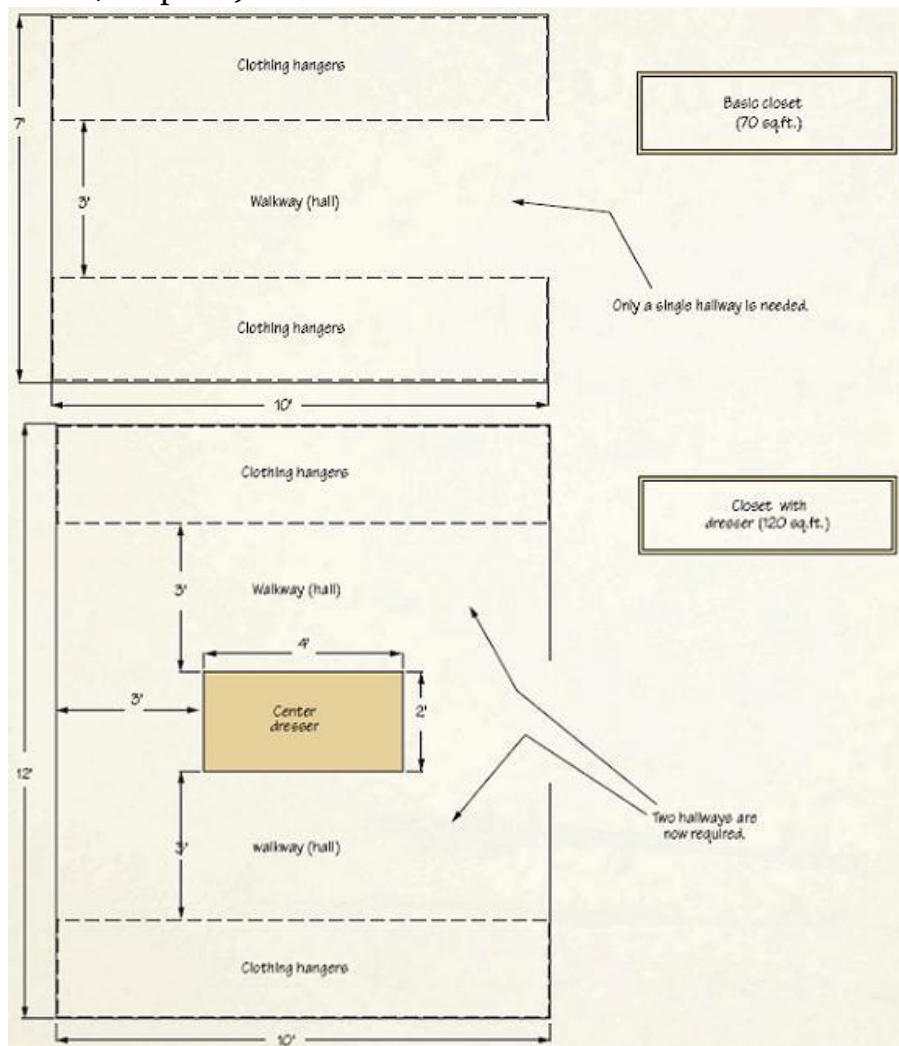 Clothing hangers
Basic closet
(70 sq.ft.)
7'
3'
Walkway (hall)
Only a single hallway is needed.
Clothing hangers
10'
Clothing hangers
Closet with
dresser (120 sq.ft.)
3'
Walkway (hall)
4'
3'
Center
dresser
2'
12'
Two hallways are
now required.
3'
walkway (hall)
Clothing hangers
10'